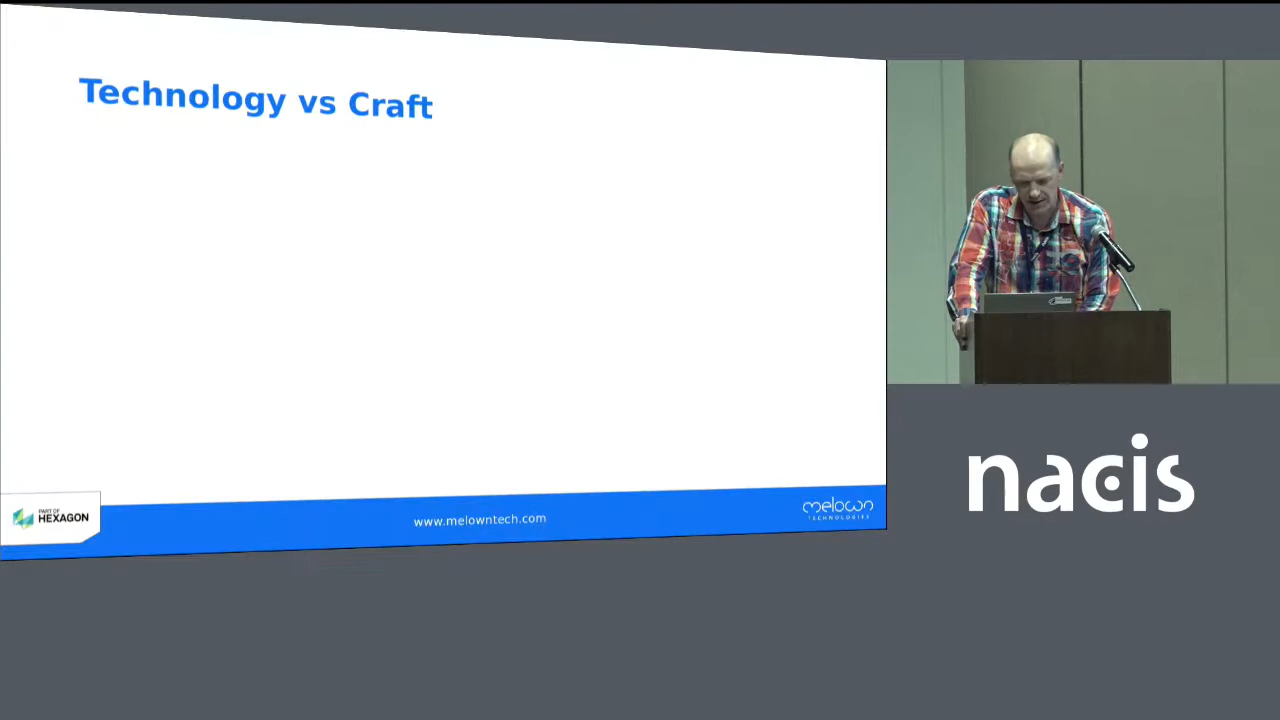 Technology vs Craft
PART OF
HEXAGON
www.melowntech.com
melown
TECHNOLOGIES
nacis